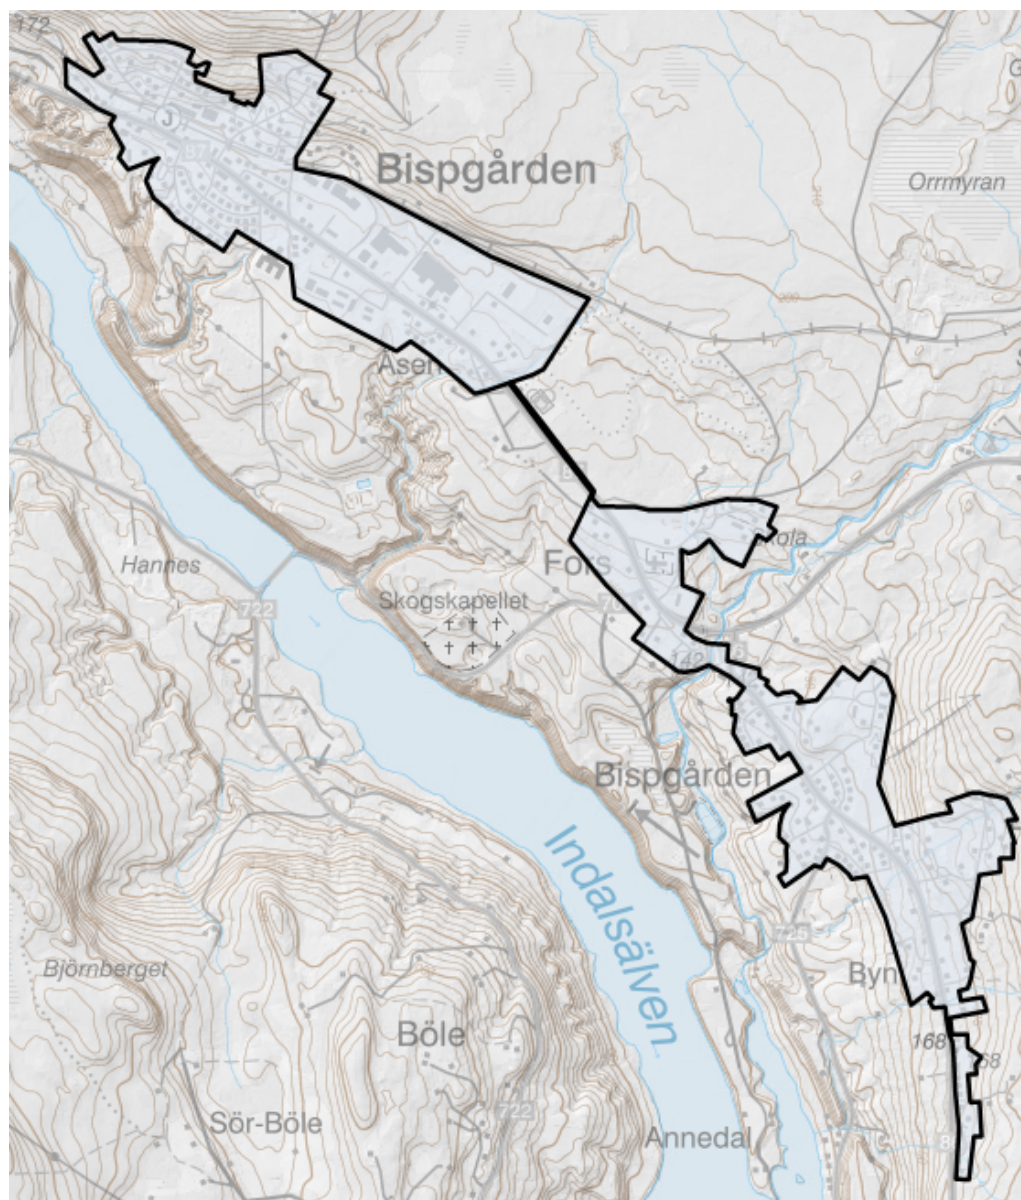 172
J
87
Bispgården
Orrmyran
Åsen
Hannes
Fors
Skola
722
Skogskapellet
142
Bispgården
Indalsälven
725
Björnberget
Byn
Böle
168
722
Sör-Böle
Annedal